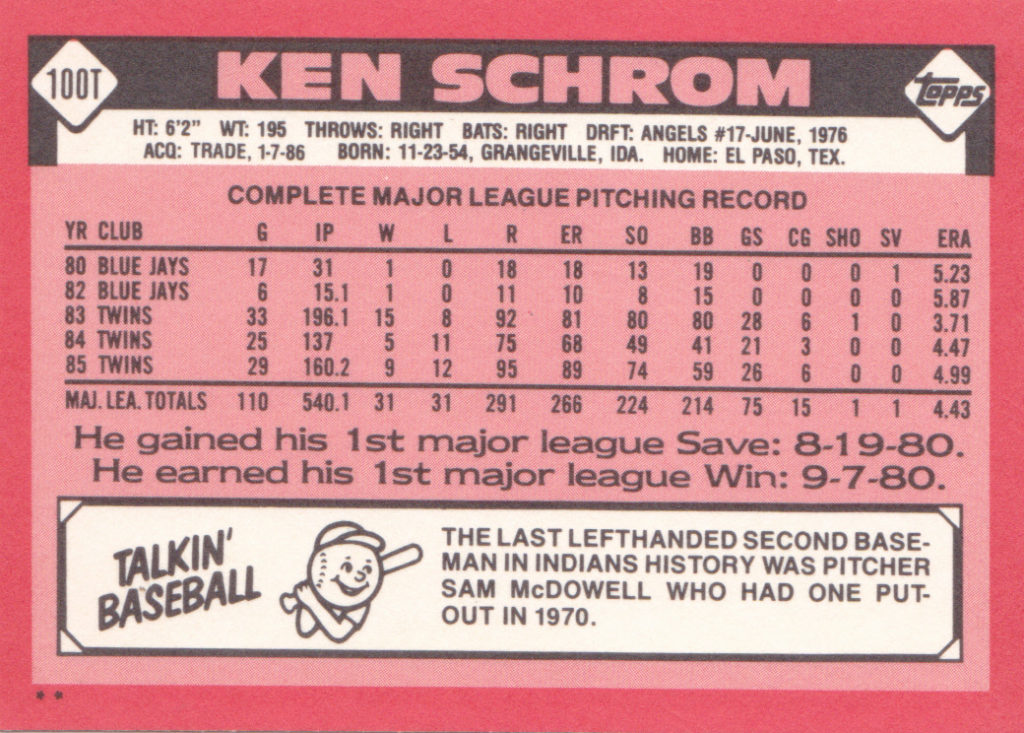 100T
KEN SCHROM
Topps
HT: 6'2" WT: 195 THROWS: RIGHT BATS: RIGHT DRFT: ANGELS #17-JUNE, 1976
ACQ: TRADE, 1-7-86 BORN: 11-23-54, GRANGEVILLE, IDA. HOME: EL PASO, TEX.
COMPLETE MAJOR LEAGUE PITCHING RECORD
YR CLUB G IP W L R ER SO BB GS CG SHO SV ERA
80 BLUE JAYS 17 31 1 0 18 18 13 19 0 0 0 1 5.23
82 BLUE JAYS 6 15.1 1 0 11 10 8 15 0 0 0 0 5.87
83 TWINS 33 196.1 15 8 92 81 80 80 28 6 1 0 3.71
84 TWINS 25 137 5 11 75 68 49 41 21 3 0 0 4.47
85 TWINS 29 160.2 9 12 95 89 74 59 26 6 0 0 4.99
MAJ. LEA. TOTALS 110 540.1 31 31 291 266 224 214 75 15 1 1 4.43
He gained his 1st major league Save: 8-19-80.
He earned his 1st major league Win: 9-7-80.
TALKIN'
BASEBALL
THE LAST LEFTHANDED SECOND BASE-
MAN IN INDIANS HISTORY WAS PITCHER
SAM McDOWELL WHO HAD ONE PUT-
OUT IN 1970.
* *